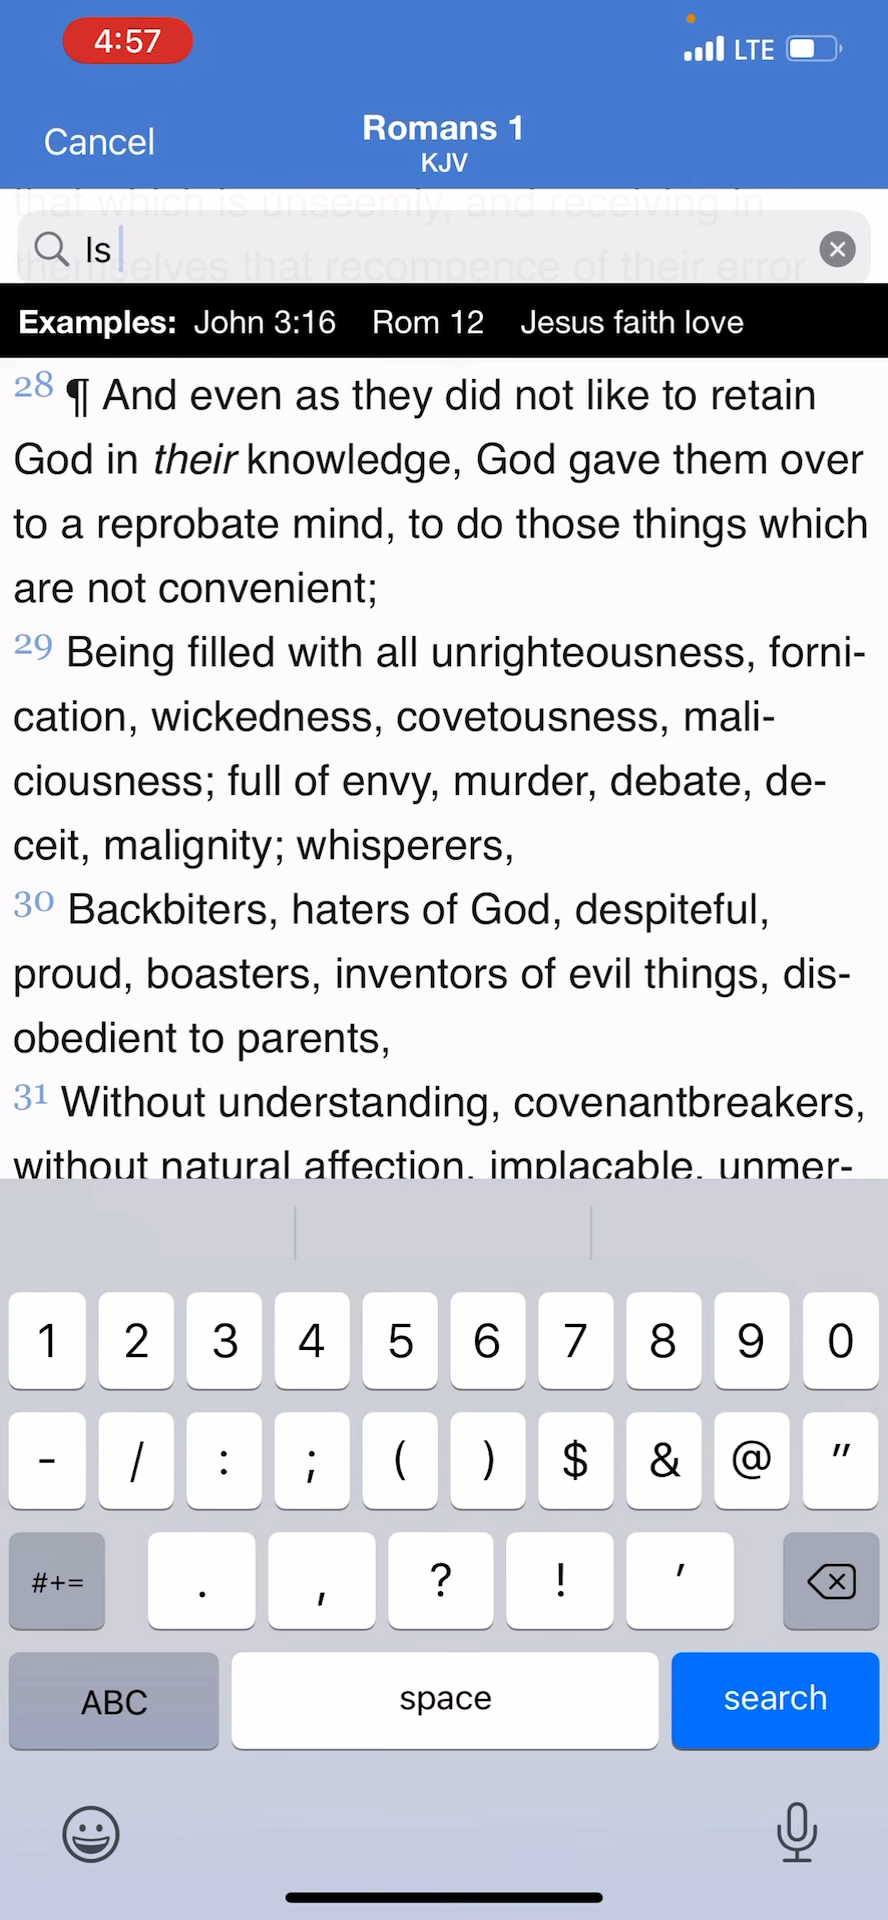 4:57
LTE
Cancel
Romans 1
KJV
that which is unseemly, and receiving in
Is
themselves that recompence of their error
Examples: John 3:16 Rom 12 Jesus faith love
28 ¶ And even as they did not like to retain
God in their knowledge, God gave them over
to a reprobate mind, to do those things which
are not convenient;
29 Being filled with all unrighteousness, forni-
cation, wickedness, covetousness, mali-
ciousness; full of envy, murder, debate, de-
ceit, malignity; whisperers,
30 Backbiters, haters of God, despiteful,
proud, boasters, inventors of evil things, dis-
obedient to parents,
31 Without understanding, covenantbreakers,
without natural affection, implacable, unmer-
1 2 3 4 5 6 7 8 9 0
- / : ; ( ) $ & @ "
#+= . , ? ! '
ABC space search